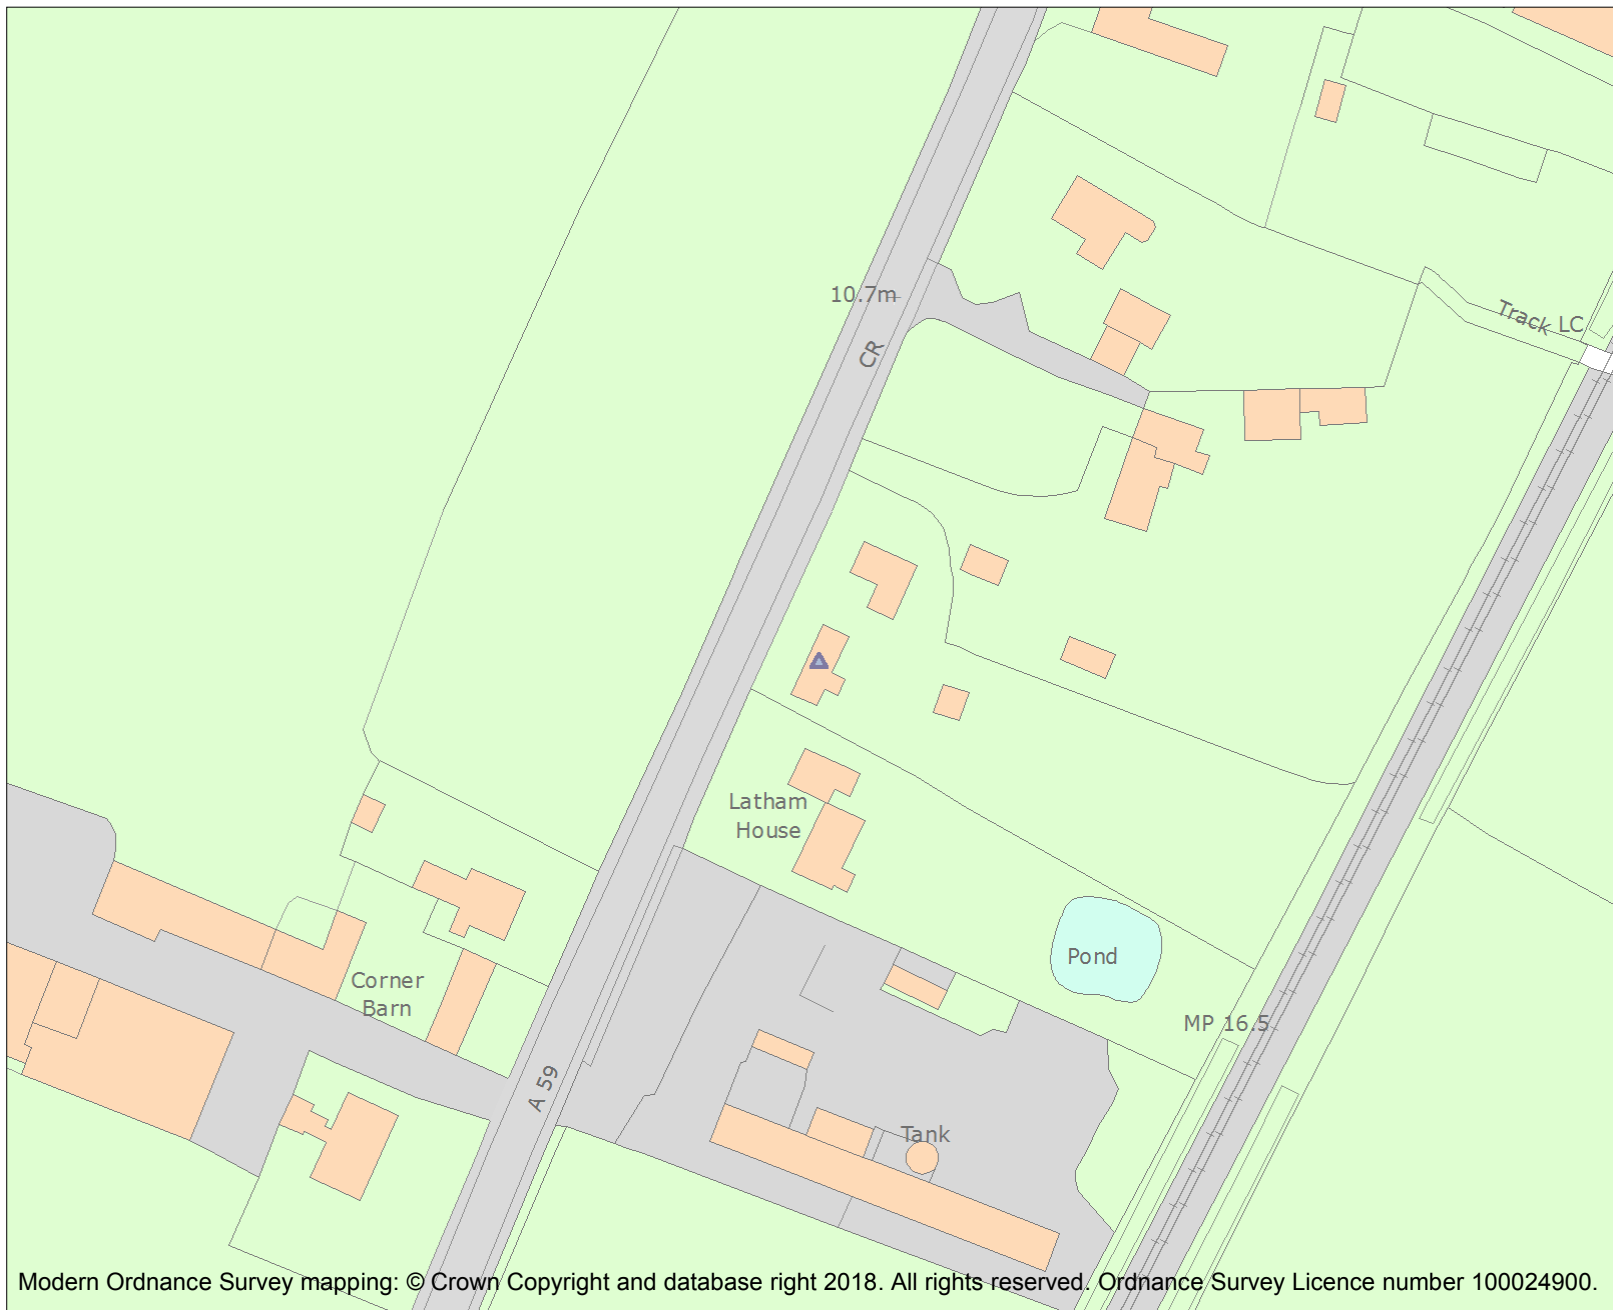 10.7m
CR
Track LC
Latham
House
Corner
Barn
Pond
MP 16.5
A 59
Tank
Modern Ordnance Survey mapping: © Crown Copyright and database right 2018. All rights reserved. Ordnance Survey Licence number 100024900.